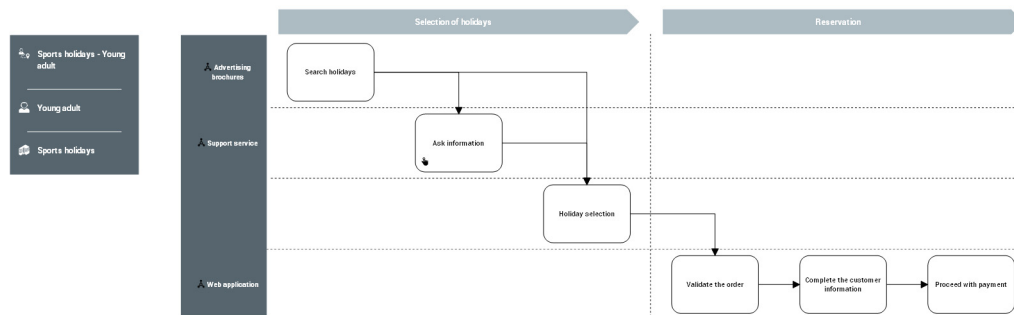 Selection of holidays
Reservation
Sports holidays - Young
adult
Young adult
Sports holidays
Advertising
brochures
Support service
Web application
Search holidays
Ask information
Holiday selection
Validate the order
Complete the customer
information
Proceed with payment